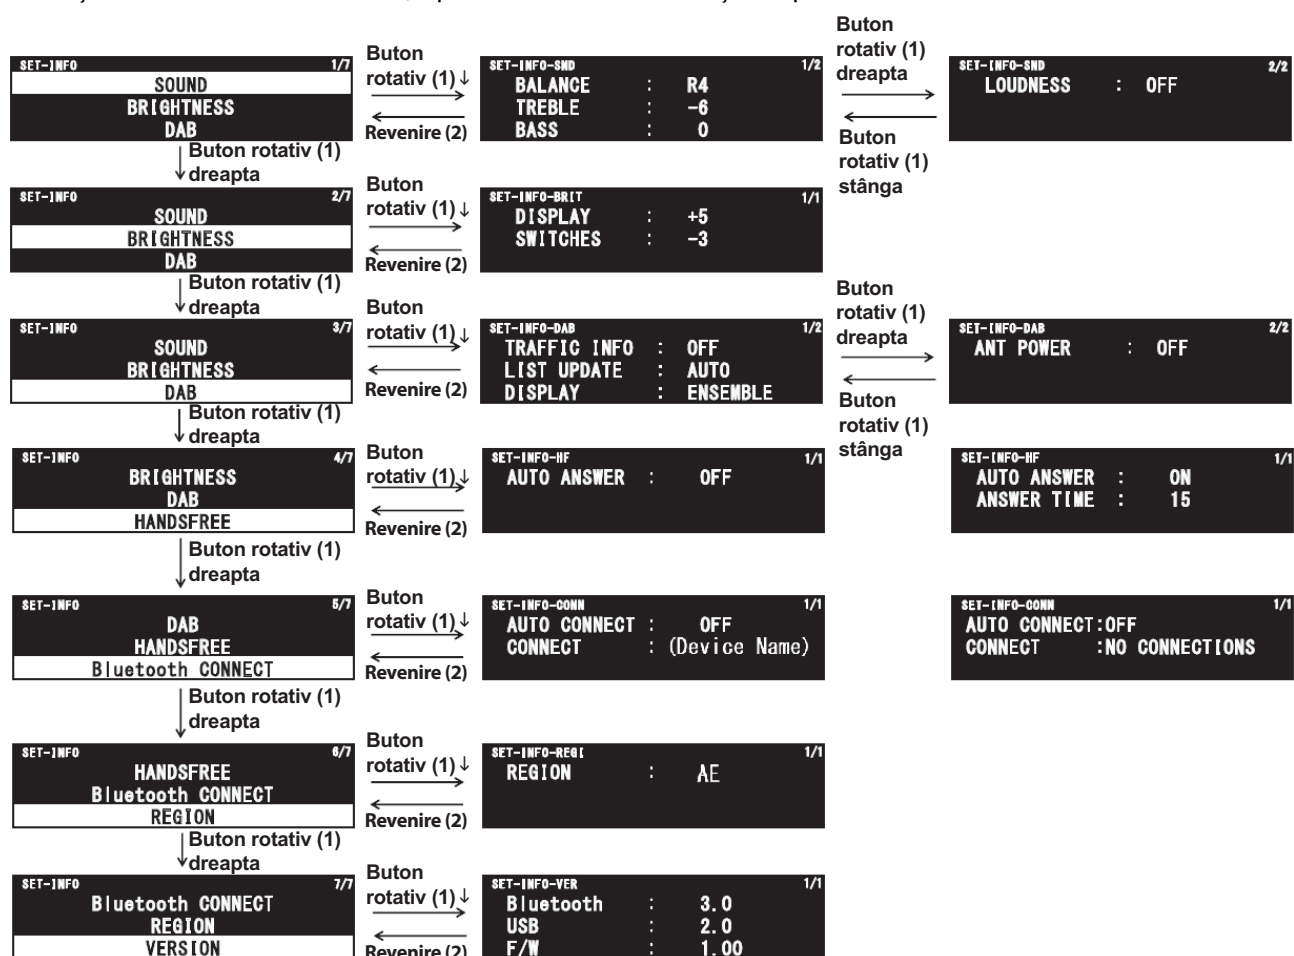 Buton
rotativ (1)
dreapta
SET-INFO 1/7
SOUND
BRIGHTNESS
DAB
Buton
rotativ (1)↓
Revenire (2)
SET-INFO-SND 1/2
BALANCE : R4
TREBLE : -6
BASS : 0
Buton
rotativ (1)
stânga
SET-INFO-SND 2/2
LOUDNESS : OFF
Buton rotativ (1)
dreapta
SET-INFO 2/7
SOUND
BRIGHTNESS
DAB
Buton
rotativ (1)↓
Revenire (2)
SET-INFO-BRIT 1/1
DISPLAY : +5
SWITCHES : -3
Buton rotativ (1)
dreapta
SET-INFO 3/7
SOUND
BRIGHTNESS
DAB
Buton
rotativ (1)↓
Revenire (2)
SET-INFO-DAB 1/2
TRAFFIC INFO : OFF
LIST UPDATE : AUTO
DISPLAY : ENSEMBLE
Buton
rotativ (1)
dreapta
Buton
rotativ (1)
stânga
SET-INFO-DAB 2/2
ANT POWER : OFF
Buton rotativ (1)
dreapta
SET-INFO 4/7
BRIGHTNESS
DAB
HANDSFREE
Buton
rotativ (1)↓
Revenire (2)
SET-INFO-HF 1/1
AUTO ANSWER : OFF
SET-INFO-HF 1/1
AUTO ANSWER : ON
ANSWER TIME : 15
Buton rotativ (1)
dreapta
SET-INFO 5/7
DAB
HANDSFREE
Bluetooth CONNECT
Buton
rotativ (1)↓
Revenire (2)
SET-INFO-CONN 1/1
AUTO CONNECT : OFF
CONNECT : (Device Name)
SET-INFO-CONN 1/1
AUTO CONNECT:OFF
CONNECT :NO CONNECTIONS
Buton rotativ (1)
dreapta
SET-INFO 6/7
HANDSFREE
Bluetooth CONNECT
REGION
Buton
rotativ (1)↓
Revenire (2)
SET-INFO-REGI 1/1
REGION : AE
Buton rotativ (1)
dreapta
SET-INFO 7/7
Bluetooth CONNECT
REGION
VERSION
Buton
rotativ (1)↓
Revenire (2)
SET-INFO-VER 1/1
Bluetooth : 3.0
USB : 2.0
F/W : 1.00